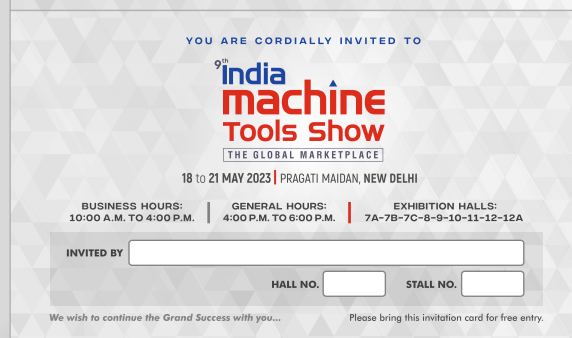 YOU ARE CORDIALLY INVITED TO
9th India
machine
Tools Show
THE GLOBAL MARKETPLACE
18 to 21 MAY 2023 | PRAGATI MAIDAN, NEW DELHI
BUSINESS HOURS: | GENERAL HOURS: | EXHIBITION HALLS:
10:00 A.M. TO 4:00 P.M. | 4:00 P.M. TO 6:00 P.M. | 7A-7B-7C-8-9-10-11-12-12A
INVITED BY
HALL NO. STALL NO.
We wish to continue the Grand Success with you... Please bring this invitation card for free entry.